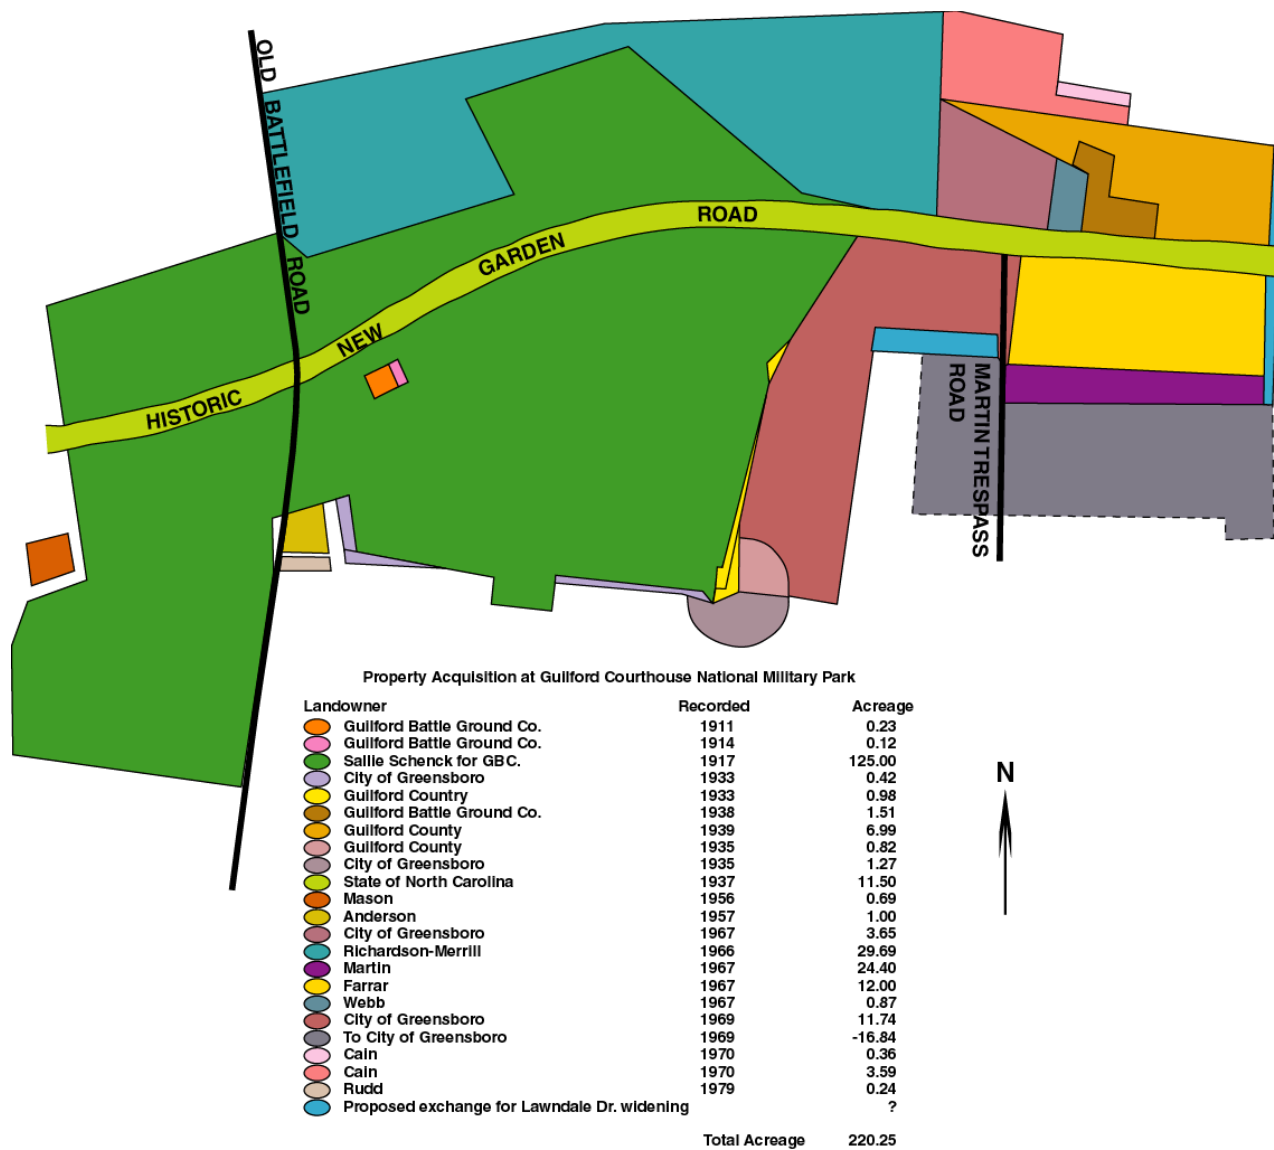 OLD BATTLEFIELD ROAD
HISTORIC NEW GARDEN ROAD
MARTIN TRESPASS
ROAD
Property Acquisition at Guilford Courthouse National Military Park
Landowner Recorded Acreage
Guilford Battle Ground Co. 1911 0.23
Guilford Battle Ground Co. 1914 0.12
Sallie Schenck for GBC. 1917 125.00
City of Greensboro 1933 0.42
Guilford Country 1933 0.98
Guilford Battle Ground Co. 1938 1.51
Guilford County 1939 6.99
Guilford County 1935 0.82
City of Greensboro 1935 1.27
State of North Carolina 1937 11.50
Mason 1956 0.69
Anderson 1957 1.00
City of Greensboro 1967 3.65
Richardson-Merrill 1966 29.69
Martin 1967 24.40
Farrar 1967 12.00
Webb 1967 0.87
City of Greensboro 1969 11.74
To City of Greensboro 1969 -16.84
Cain 1970 0.36
Cain 1970 3.59
Rudd 1979 0.24
Proposed exchange for Lawndale Dr. widening ?
Total Acreage 220.25
N